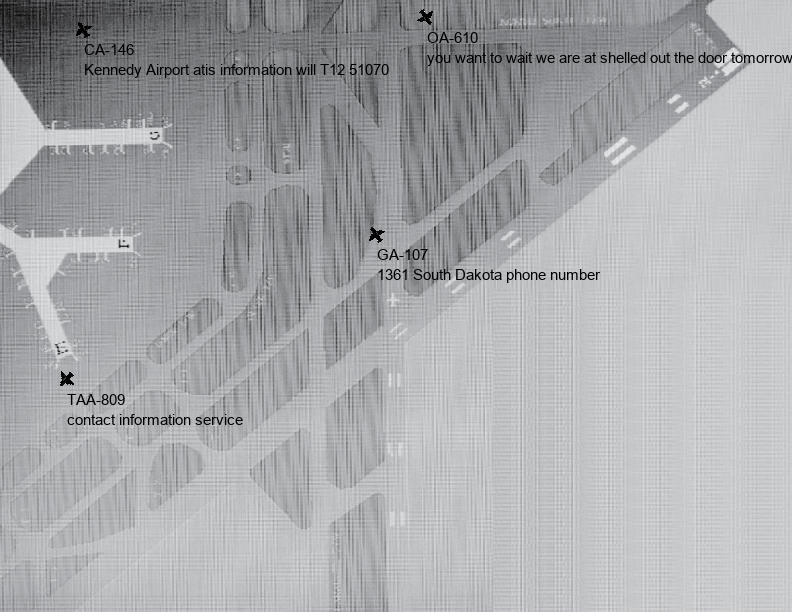 CA-146
Kennedy Airport atis information will T12 51070
OA-610
you want to wait we are at shelled out the door tomorrow
GA-107
1361 South Dakota phone number
TAA-809
contact information service